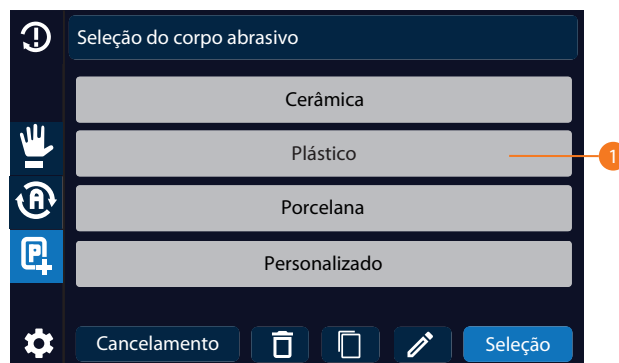 Seleção do corpo abrasivo
Cerâmica
Plástico
1
Porcelana
Personalizado
Cancelamento
Seleção